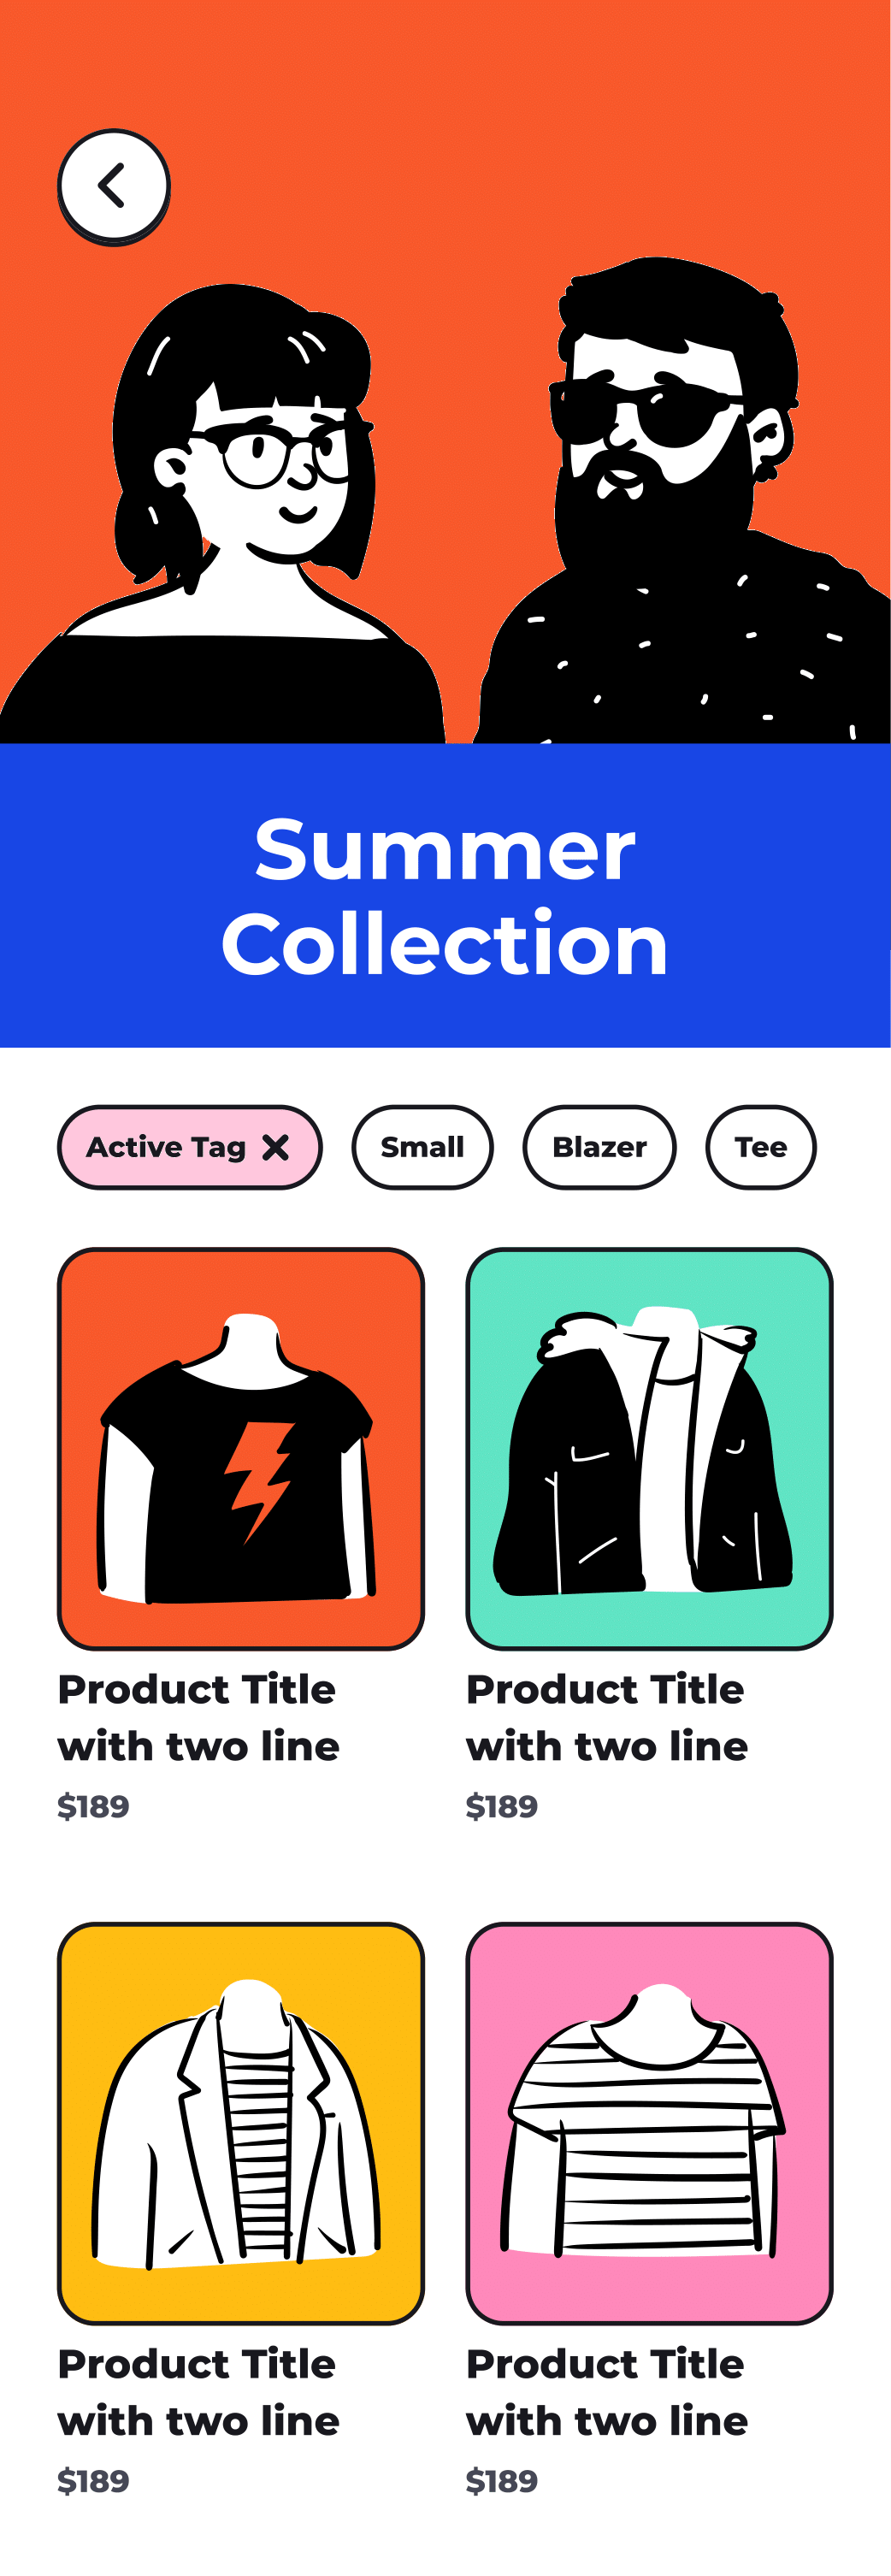 Summer
Collection
Active Tag
Small
Blazer
Tee
Product Title
with two line
$189
Product Title
with two line
$189
Product Title
with two line
$189
Product Title
with two line
$189